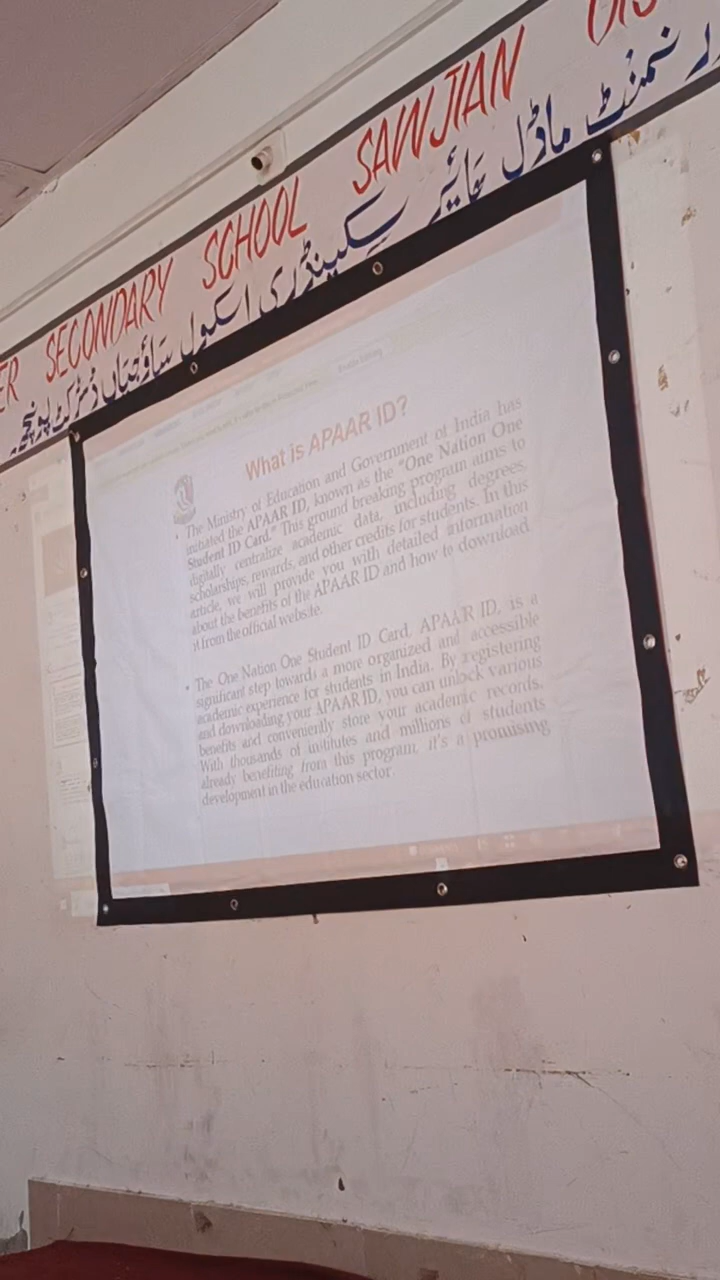 ER SECONDARY SCHOOL SAWJIAN DIS
نمنٹ ماڈل ہائیر سیکینڈری اسکول ساؤجیاں ڈسٹرکٹ پونچھ
What is APAAR ID?
• The Ministry of Education and Government of India has
initiated the APAAR ID, known as the "One Nation One
Student ID Card." This ground breaking program aims to
digitally centralize academic data, including degrees,
scholarships, rewards, and other credits for students. In this
article, we will provide you with detailed information
about the benefits of the APAAR ID and how to download
it from the official website.
• The One Nation One Student ID Card, APAAR ID, is a
significant step towards a more organized and accessible
academic experience for students in India. By registering
and downloading your APAAR ID, you can unlock various
benefits and conveniently store your academic records.
With thousands of institutes and millions of students
already benefiting from this program, it's a promising
development in the education sector.